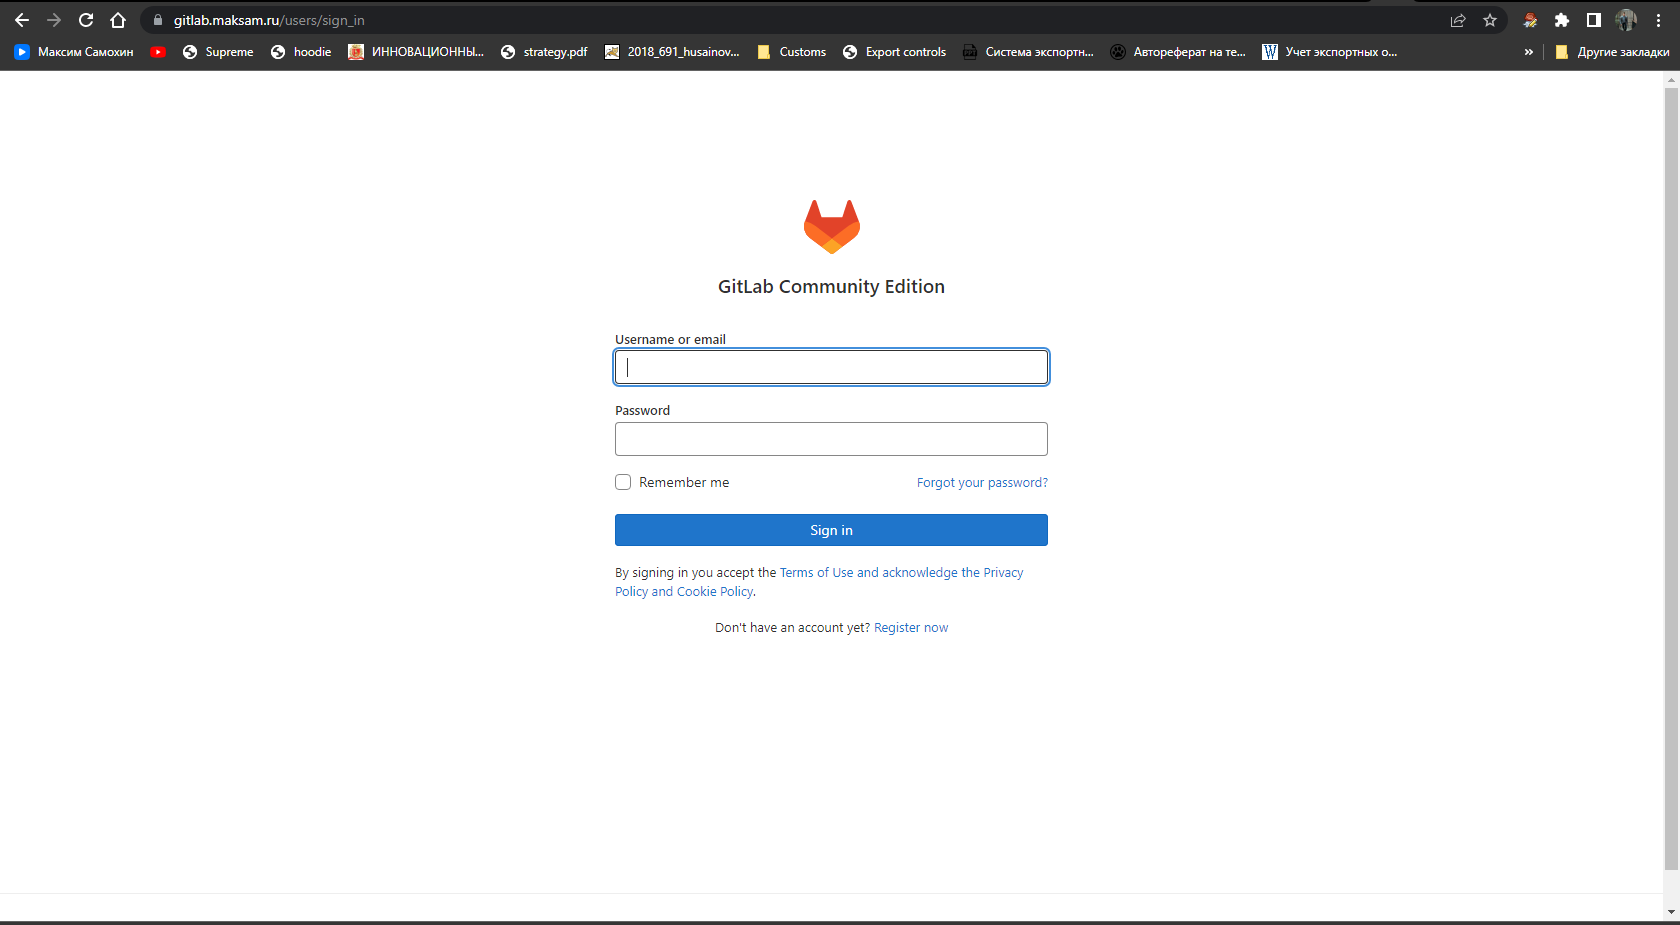 gitlab.maksam.ru/users/sign_in
Максим Самохин Supreme hoodie ИННОВАЦИОННЫ... strategy.pdf 2018_691_husainov... Customs Export controls Система экспортн... Автореферат на те... Учет экспортных о... » Другие закладки
GitLab Community Edition
Username or email
Password
Remember me Forgot your password?
Sign in
By signing in you accept the Terms of Use and acknowledge the Privacy
Policy and Cookie Policy.
Don't have an account yet? Register now